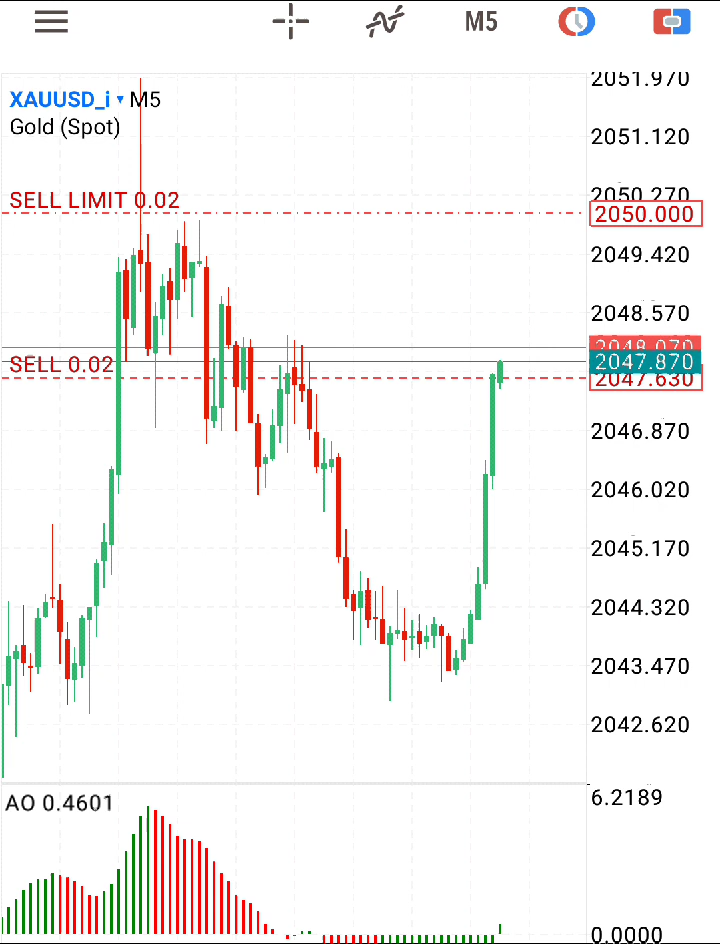 M5
XAUUSD_i ▾ M5
Gold (Spot)
2051.970
2051.120
2050.270
SELL LIMIT 0.02
2050.000
2049.420
2048.570
2048.070
2047.870
SELL 0.02
2047.630
2046.870
2046.020
2045.170
2044.320
2043.470
2042.620
AO 0.4601
6.2189
0.0000